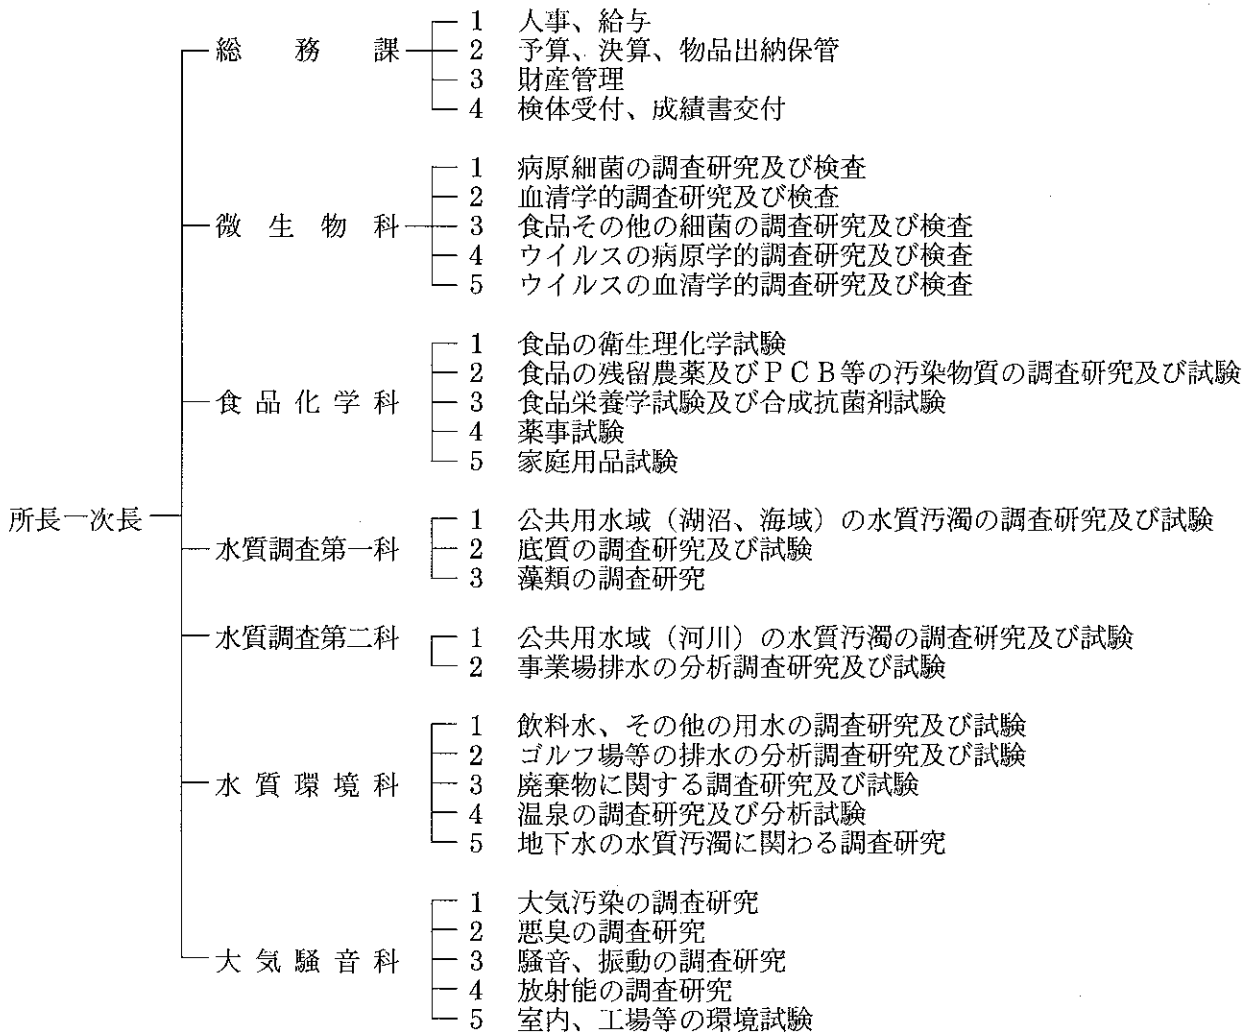 所長―次長
総務課
1 人事、給与
2 予算、決算、物品出納保管
3 財産管理
4 検体受付、成績書交付
微生物科
1 病原細菌の調査研究及び検査
2 血清学的調査研究及び検査
3 食品その他の細菌の調査研究及び検査
4 ウイルスの病原学的調査研究及び検査
5 ウイルスの血清学的調査研究及び検査
食品化学科
1 食品の衛生理化学試験
2 食品の残留農薬及びPCB等の汚染物質の調査研究及び試験
3 食品栄養学試験及び合成抗菌剤試験
4 薬事試験
5 家庭用品試験
水質調査第一科
1 公共用水域（湖沼、海域）の水質汚濁の調査研究及び試験
2 底質の調査研究及び試験
3 藻類の調査研究
水質調査第二科
1 公共用水域（河川）の水質汚濁の調査研究及び試験
2 事業場排水の分析調査研究及び試験
水質環境科
1 飲料水、その他の用水の調査研究及び試験
2 ゴルフ場等の排水の分析調査研究及び試験
3 廃棄物に関する調査研究及び試験
4 温泉の調査研究及び分析試験
5 地下水の水質汚濁に関わる調査研究
大気騒音科
1 大気汚染の調査研究
2 悪臭の調査研究
3 騒音、振動の調査研究
4 放射能の調査研究
5 室内、工場等の環境試験